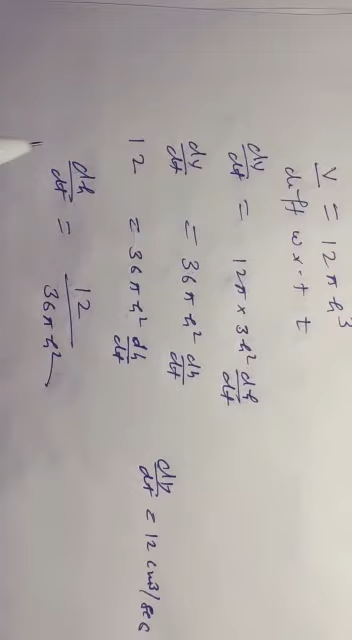 V = 12πh³
diff w.r.t t
dv/dt = 12π × 3h² dh/dt
dv/dt = 36πh² dh/dt
12 = 36πh² dh/dt
dh/dt = 12/36πh²
dv/dt = 12 cm³/sec